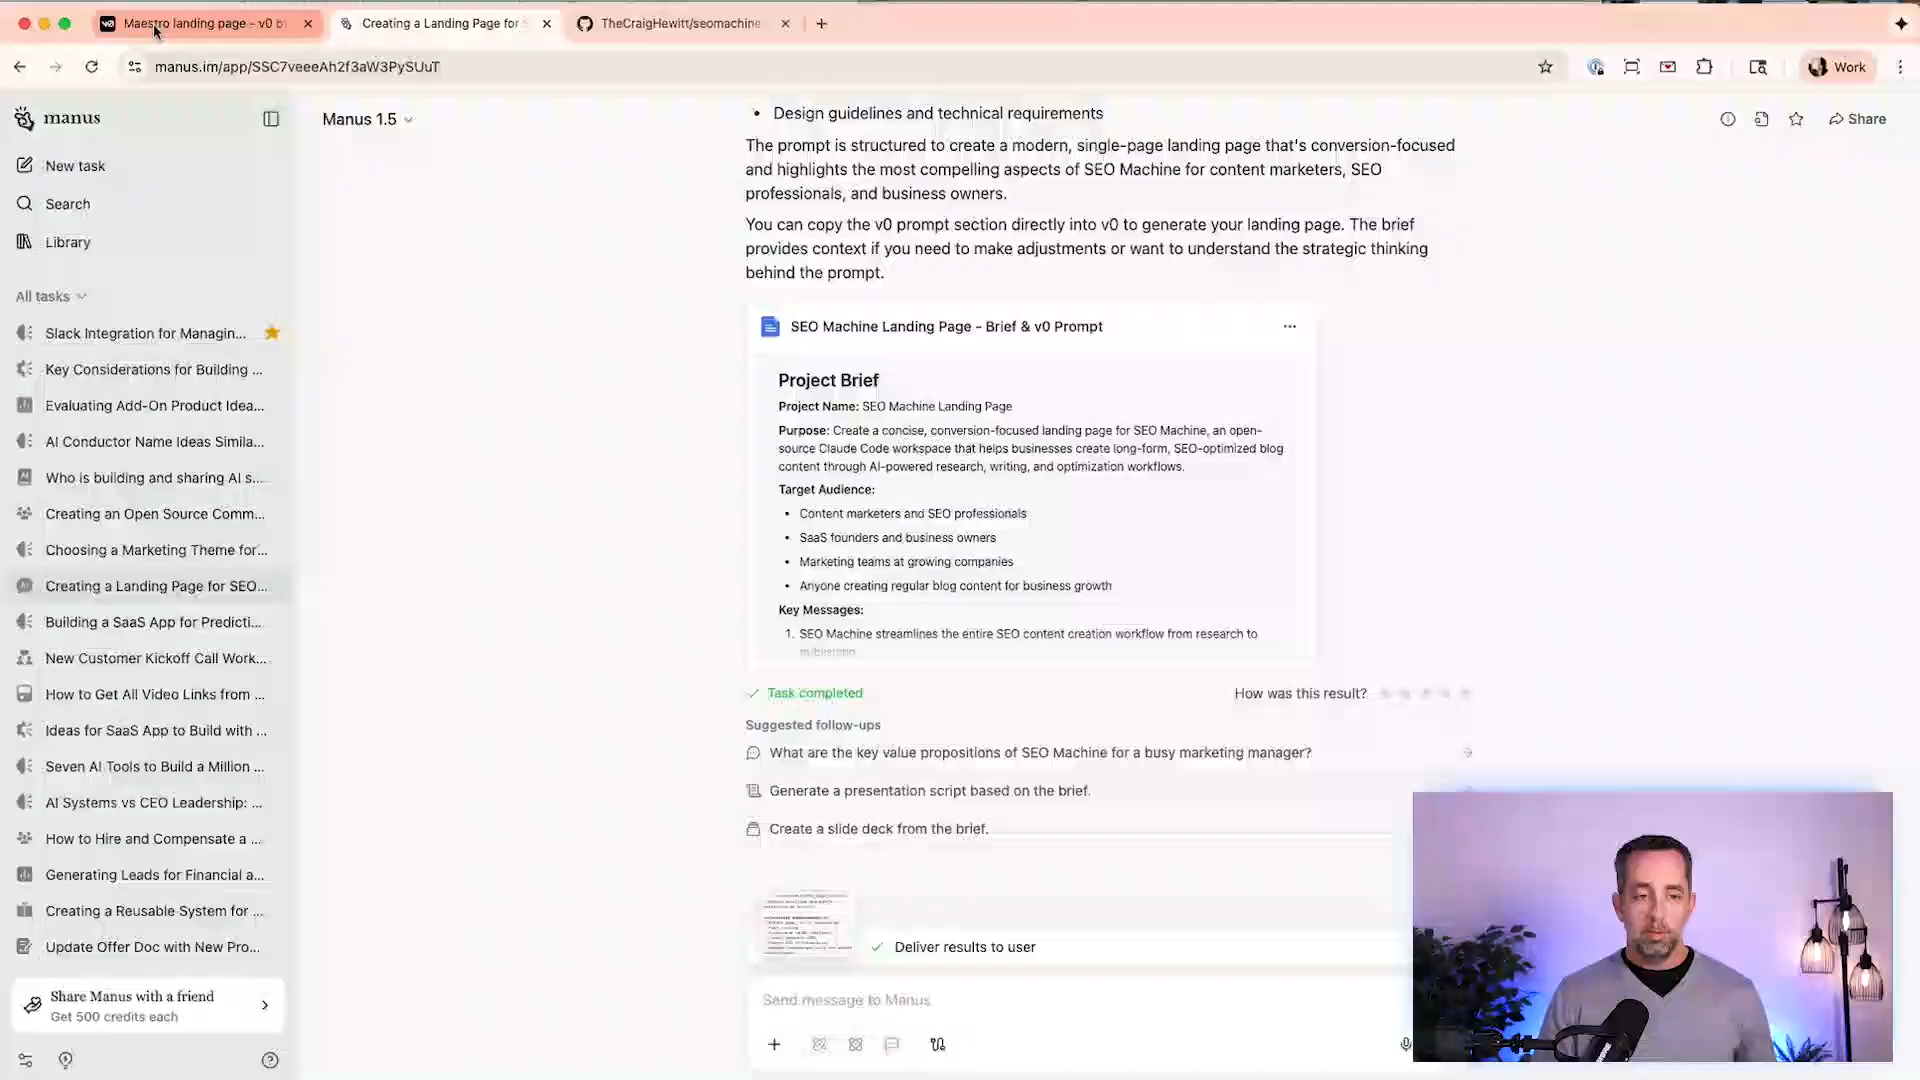 Maestro landing page - v0 b
Creating a Landing Page for
TheCraigHewitt/seomachine
manus.im/app/SSC7veeeAh2f3aW3PySUuT
Work
manus
Manus 1.5
Share
New task
Search
Library
All tasks
Slack Integration for Managin...
Key Considerations for Building ...
Evaluating Add-On Product Idea...
AI Conductor Name Ideas Simila...
Who is building and sharing AI s...
Creating an Open Source Comm...
Choosing a Marketing Theme for...
Creating a Landing Page for SEO...
Building a SaaS App for Predicti...
New Customer Kickoff Call Work...
How to Get All Video Links from ...
Ideas for SaaS App to Build with ...
Seven AI Tools to Build a Million ...
AI Systems vs CEO Leadership: ...
How to Hire and Compensate a ...
Generating Leads for Financial a...
Creating a Reusable System for ...
Update Offer Doc with New Pro...
Share Manus with a friend
Get 500 credits each
• Design guidelines and technical requirements
The prompt is structured to create a modern, single-page landing page that's conversion-focused
and highlights the most compelling aspects of SEO Machine for content marketers, SEO
professionals, and business owners.
You can copy the v0 prompt section directly into v0 to generate your landing page. The brief
provides context if you need to make adjustments or want to understand the strategic thinking
behind the prompt.
SEO Machine Landing Page - Brief & v0 Prompt
Project Brief
Project Name: SEO Machine Landing Page
Purpose: Create a concise, conversion-focused landing page for SEO Machine, an open-
source Claude Code workspace that helps businesses create long-form, SEO-optimized blog
content through AI-powered research, writing, and optimization workflows.
Target Audience:
• Content marketers and SEO professionals
• SaaS founders and business owners
• Marketing teams at growing companies
• Anyone creating regular blog content for business growth
Key Messages:
1. SEO Machine streamlines the entire SEO content creation workflow from research to
publishing
Task completed
How was this result?
Suggested follow-ups
What are the key value propositions of SEO Machine for a busy marketing manager?
Generate a presentation script based on the brief.
Create a slide deck from the brief.
Deliver results to user
Send message to Manus